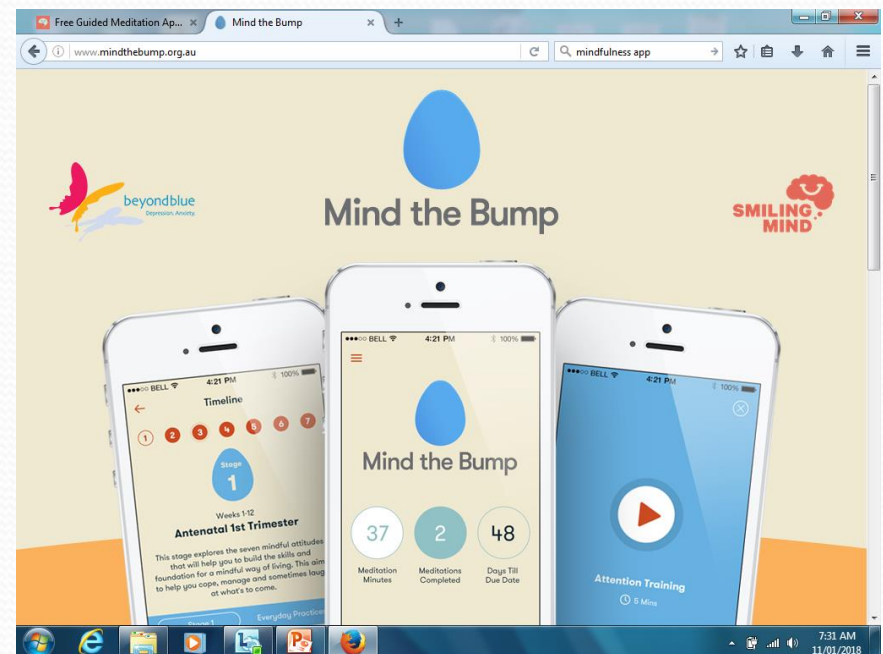 Free Guided Meditation Ap...
Mind the Bump
www.mindthebump.org.au
mindfulness app
beyondblue
Depression. Anxiety.
Mind the Bump
SMILING
MIND
BELL 4:21 PM 100%
Timeline
1 2 3 4 5 6 7
Stage
1
Weeks 1-12
Antenatal 1st Trimester
This stage explores the seven mindful attitudes
that will help you to build the skills and
foundation for a mindful way of living. This aim
to help you cope, manage and sometimes laug
at what's to come.
Stage 1 Everyday Practices
BELL 4:21 PM 100%
Mind the Bump
37 2 48
Meditation Meditations Days Till
Minutes Completed Due Date
BELL 4:21 PM 100%
Attention Training
5 Mins
7:31 AM
11/01/2018